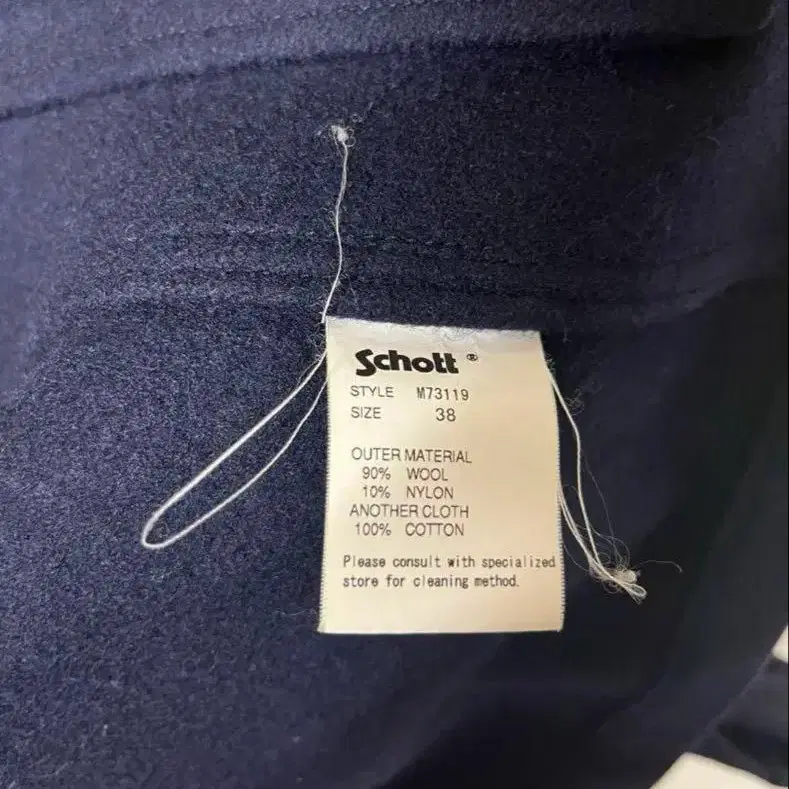 Schott ®
STYLE M73119
SIZE 38
OUTER MATERIAL
90% WOOL
10% NYLON
ANOTHER CLOTH
100% COTTON
Please consult with specialized
store for cleaning method.